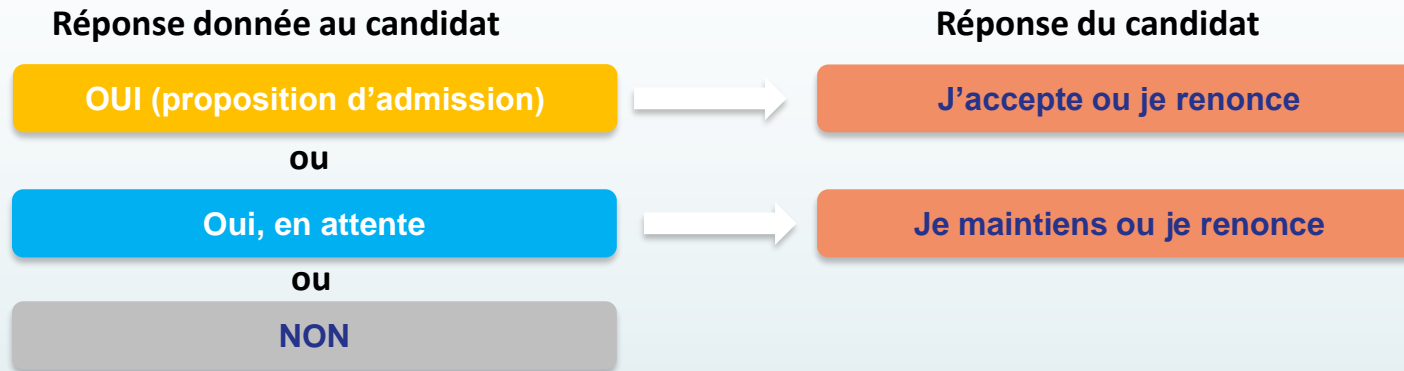 Réponse donnée au candidat
Réponse du candidat
OUI (proposition d’admission)
J’accepte ou je renonce
ou
Oui, en attente
Je maintiens ou je renonce
ou
NON